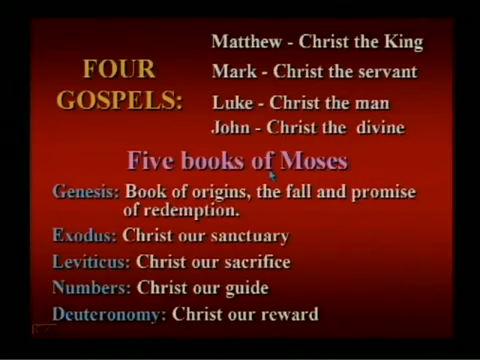 FOUR
GOSPELS:
Matthew - Christ the King
Mark - Christ the servant
Luke - Christ the man
John - Christ the divine
Five books of Moses
Genesis: Book of origins, the fall and promise
of redemption.
Exodus: Christ our sanctuary
Leviticus: Christ our sacrifice
Numbers: Christ our guide
Deuteronomy: Christ our reward